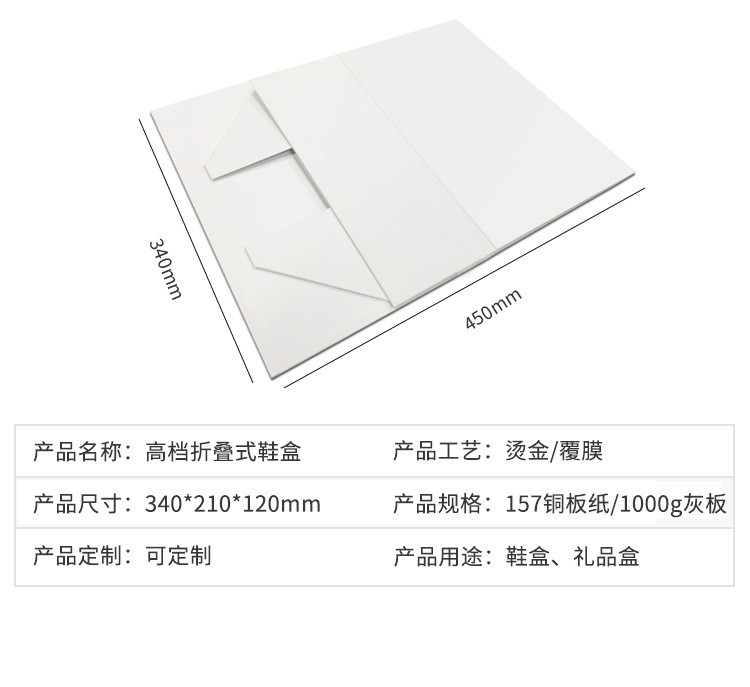 340mm
450mm
产品名称：高档折叠式鞋盒 产品工艺：烫金/覆膜
产品尺寸：340*210*120mm 产品规格：157铜板纸/1000g灰板
产品定制：可定制 产品用途：鞋盒、礼品盒